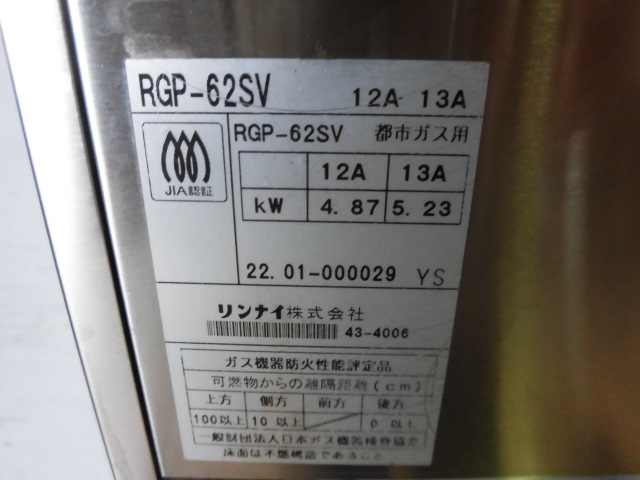 RGP-62SV 12A 13A
JIA認証
RGP-62SV 都市ガス用
12A 13A
kW 4.87 5.23
22.01-000029 YS
リンナイ株式会社
43-4006
ガス機器防火性能評定品
可燃物からの離隔距離(cm)
上方 側方 前方 後方
100以上 10以上 0以上
一般財団法人日本ガス機器検査協会
床面は不燃構造であること